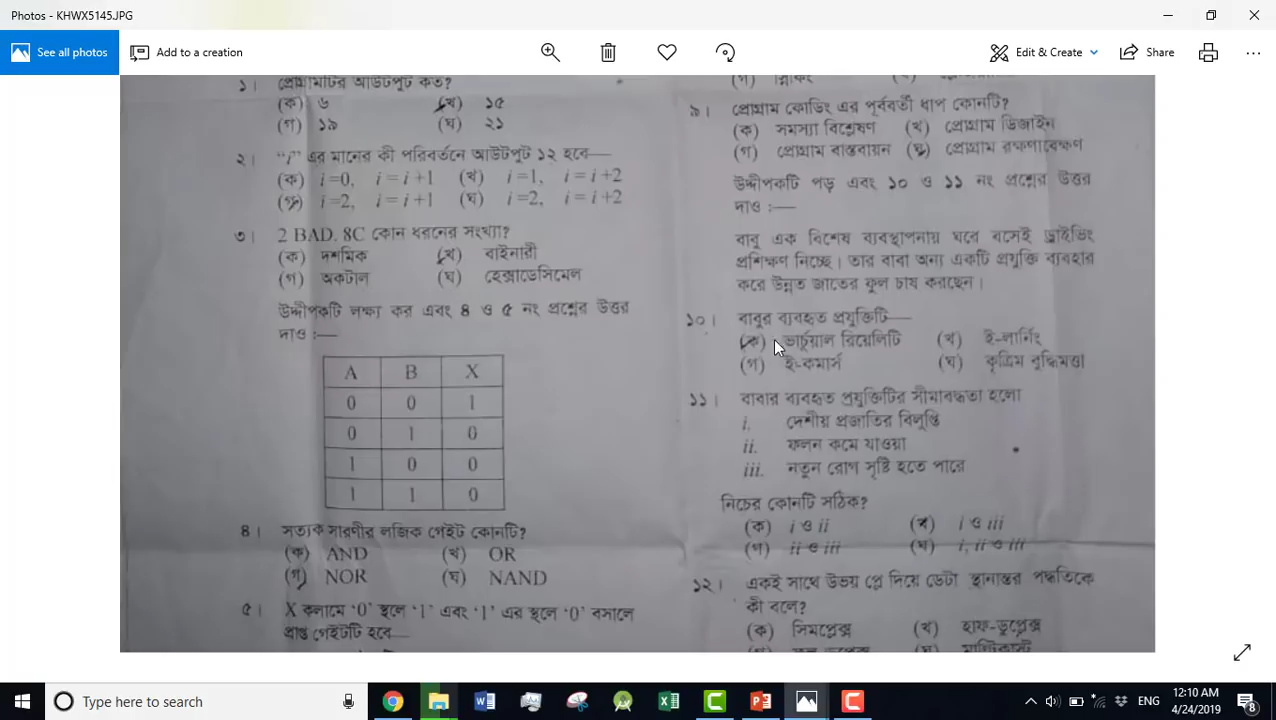 Photos - KHWX5145.JPG
See all photos
Add to a creation
Edit & Create
Share
১। প্রোগ্রামটির আউটপুট কত?
(ক) ৬ (খ) ১৫
(গ) ১৯ (ঘ) ২১
২। “i” এর মানের কী পরিবর্তনে আউটপুট ১২ হবে—
(ক) i=0, i = i +1 (খ) i=1, i = i +2
(গ) i=2, i = i +1 (ঘ) i=2, i = i +2
৩। 2 BAD. 8C কোন ধরনের সংখ্যা?
(ক) দশমিক (খ) বাইনারী
(গ) অকটাল (ঘ) হেক্সাডেসিমেল
উদ্দীপকটি লক্ষ্য কর এবং ৪ ও ৫ নং প্রশ্নের উত্তর
দাও :—
A B X
0 0 1
0 1 0
1 0 0
1 1 0
৪। সত্যক সারণীর লজিক গেইট কোনটি?
(ক) AND (খ) OR
(গ) NOR (ঘ) NAND
৫। X কলামে ‘0’ স্থলে ‘1’ এবং ‘1’ এর স্থলে ‘0’ বসালে
প্রাপ্ত গেইটটি হবে—
(গ)
৯। প্রোগ্রাম কোডিং এর পূর্ববর্তী ধাপ কোনটি?
(ক) সমস্যা বিশ্লেষণ (খ) প্রোগ্রাম ডিজাইন
(গ) প্রোগ্রাম বাস্তবায়ন (ঘ) প্রোগ্রাম রক্ষণাবেক্ষণ
উদ্দীপকটি পড় এবং ১০ ও ১১ নং প্রশ্নের উত্তর
দাও :—
বাবু এক বিশেষ ব্যবস্থাপনায় ঘরে বসেই ড্রাইভিং
প্রশিক্ষণ নিচ্ছে। তার বাবা অন্য একটি প্রযুক্তি ব্যবহার
করে উন্নত জাতের ফুল চাষ করছেন।
১০। বাবুর ব্যবহৃত প্রযুক্তিটি—
(ক) ভার্চুয়াল রিয়েলিটি (খ) ই-লার্নিং
(গ) ই-কমার্স (ঘ) কৃত্রিম বুদ্ধিমত্তা
১১। বাবার ব্যবহৃত প্রযুক্তিটির সীমাবদ্ধতা হলো
i. দেশীয় প্রজাতির বিলুপ্তি
ii. ফলন কমে যাওয়া
iii. নতুন রোগ সৃষ্টি হতে পারে
নিচের কোনটি সঠিক?
(ক) i ও ii (খ) i ও iii
(গ) ii ও iii (ঘ) i, ii ও iii
১২। একই সাথে উভয় প্লে দিয়ে ডেটা স্থানান্তর পদ্ধতিকে
কী বলে?
(ক) সিমপ্লেক্স (খ) হাফ-ডুপ্লেক্স
Type here to search
ENG
12:10 AM
4/24/2019
8